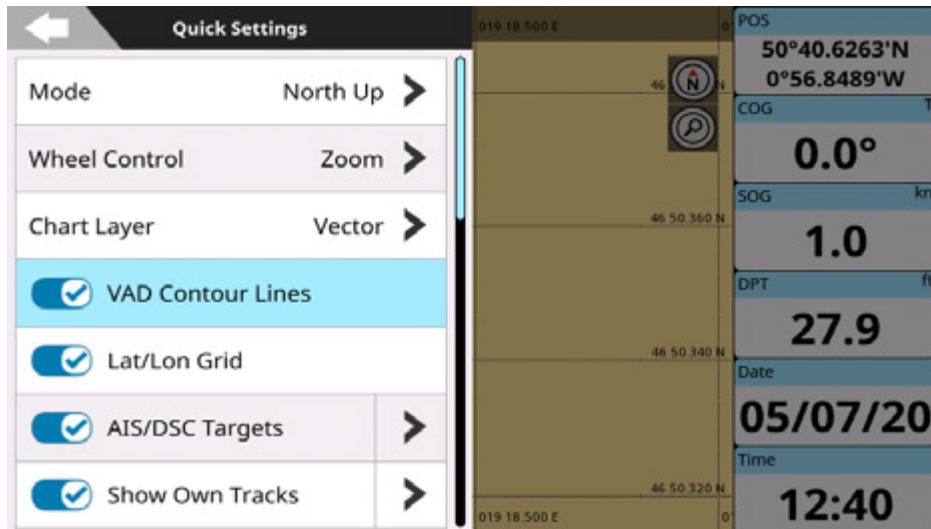 Quick Settings
Mode North Up
Wheel Control Zoom
Chart Layer Vector
VAD Contour Lines
Lat/Lon Grid
AIS/DSC Targets
Show Own Tracks
019 18.500 E
N
46 50.360 N
46 50.340 N
46 50.320 N
019 18.500 E
POS
50°40.6263'N
0°56.8489'W
COG
0.0°
SOG
1.0
DPT
27.9
Date
05/07/20
Time
12:40